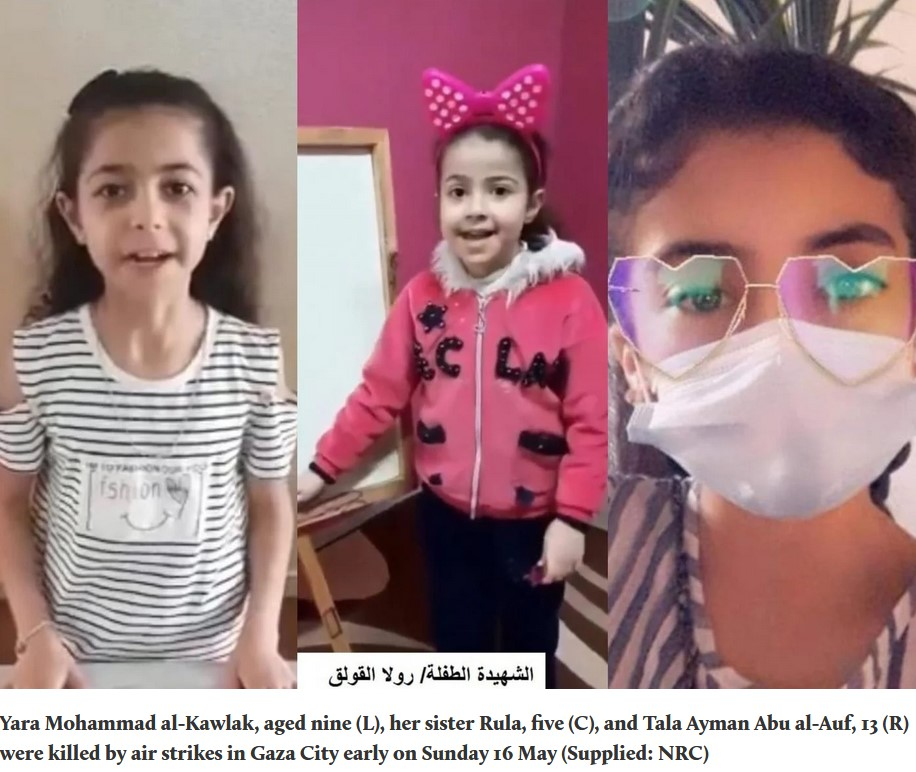 fshion
الشهيدة الطفلة/ رولا القولق
Yara Mohammad al-Kawlak, aged nine (L), her sister Rula, five (C), and Tala Ayman Abu al-Auf, 13 (R)
were killed by air strikes in Gaza City early on Sunday 16 May (Supplied: NRC)